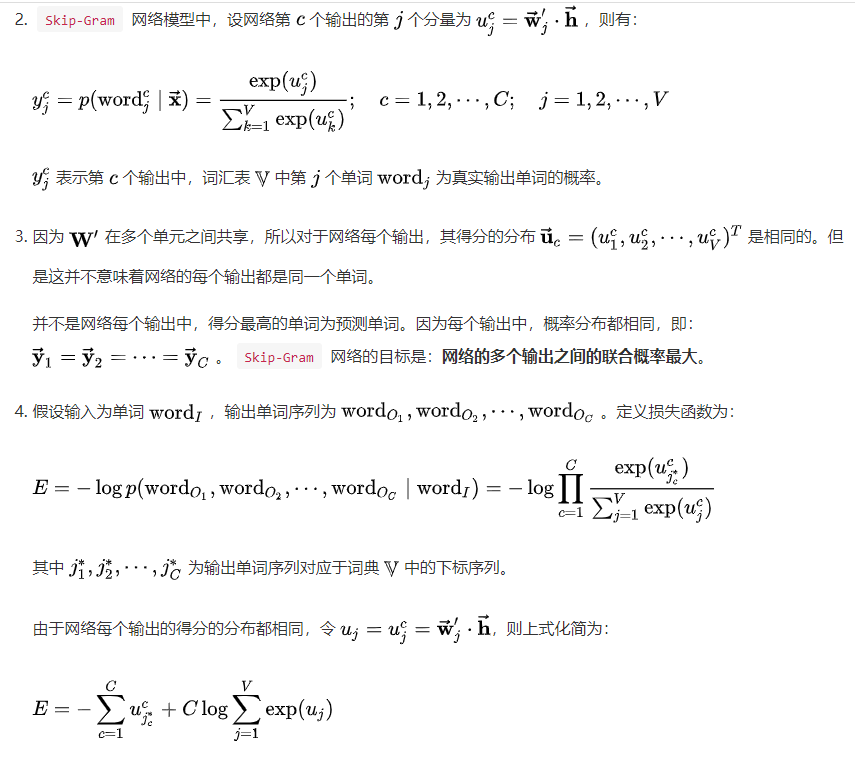 2. Skip-Gram 网络模型中，设网络第 c 个输出的第 j 个分量为 $u_j^c = \vec{\mathbf{w}}'_j \cdot \vec{\mathbf{h}}$ ，则有：
$y_j^c = p(\text{word}_j^c \mid \vec{\mathbf{x}}) = \frac{\exp(u_j^c)}{\sum_{k=1}^V \exp(u_k^c)}; \quad c = 1, 2, \cdots, C; \quad j = 1, 2, \cdots, V$
$y_j^c$ 表示第 c 个输出中，词汇表 $\mathbb{V}$ 中第 j 个单词 $\text{word}_j$ 为真实输出单词的概率。
3. 因为 $\mathbf{W}'$ 在多个单元之间共享，所以对于网络每个输出，其得分的分布 $\vec{\mathbf{u}}_c = (u_1^c, u_2^c, \cdots, u_V^c)^T$ 是相同的。但
是这并不意味着网络的每个输出都是同一个单词。
并不是网络每个输出中，得分最高的单词为预测单词。因为每个输出中，概率分布都相同，即：
$\vec{\mathbf{y}}_1 = \vec{\mathbf{y}}_2 = \cdots = \vec{\mathbf{y}}_C$ 。 Skip-Gram 网络的目标是：网络的多个输出之间的联合概率最大。
4. 假设输入为单词 $\text{word}_I$ ，输出单词序列为 $\text{word}_{O_1}, \text{word}_{O_2}, \cdots, \text{word}_{O_C}$ 。定义损失函数为：
$E = -\log p(\text{word}_{O_1}, \text{word}_{O_2}, \cdots, \text{word}_{O_C} \mid \text{word}_I) = -\log \prod_{c=1}^C \frac{\exp(u_{j_c^*}^c)}{\sum_{j=1}^V \exp(u_j^c)}$
其中 $j_1^*, j_2^*, \cdots, j_C^*$ 为输出单词序列对应于词典 $\mathbb{V}$ 中的下标序列。
由于网络每个输出的得分的分布都相同，令 $u_j = u_j^c = \vec{\mathbf{w}}'_j \cdot \vec{\mathbf{h}}$，则上式化简为：
$E = -\sum_{c=1}^C u_{j_c^*}^c + C \log \sum_{j=1}^V \exp(u_j)$